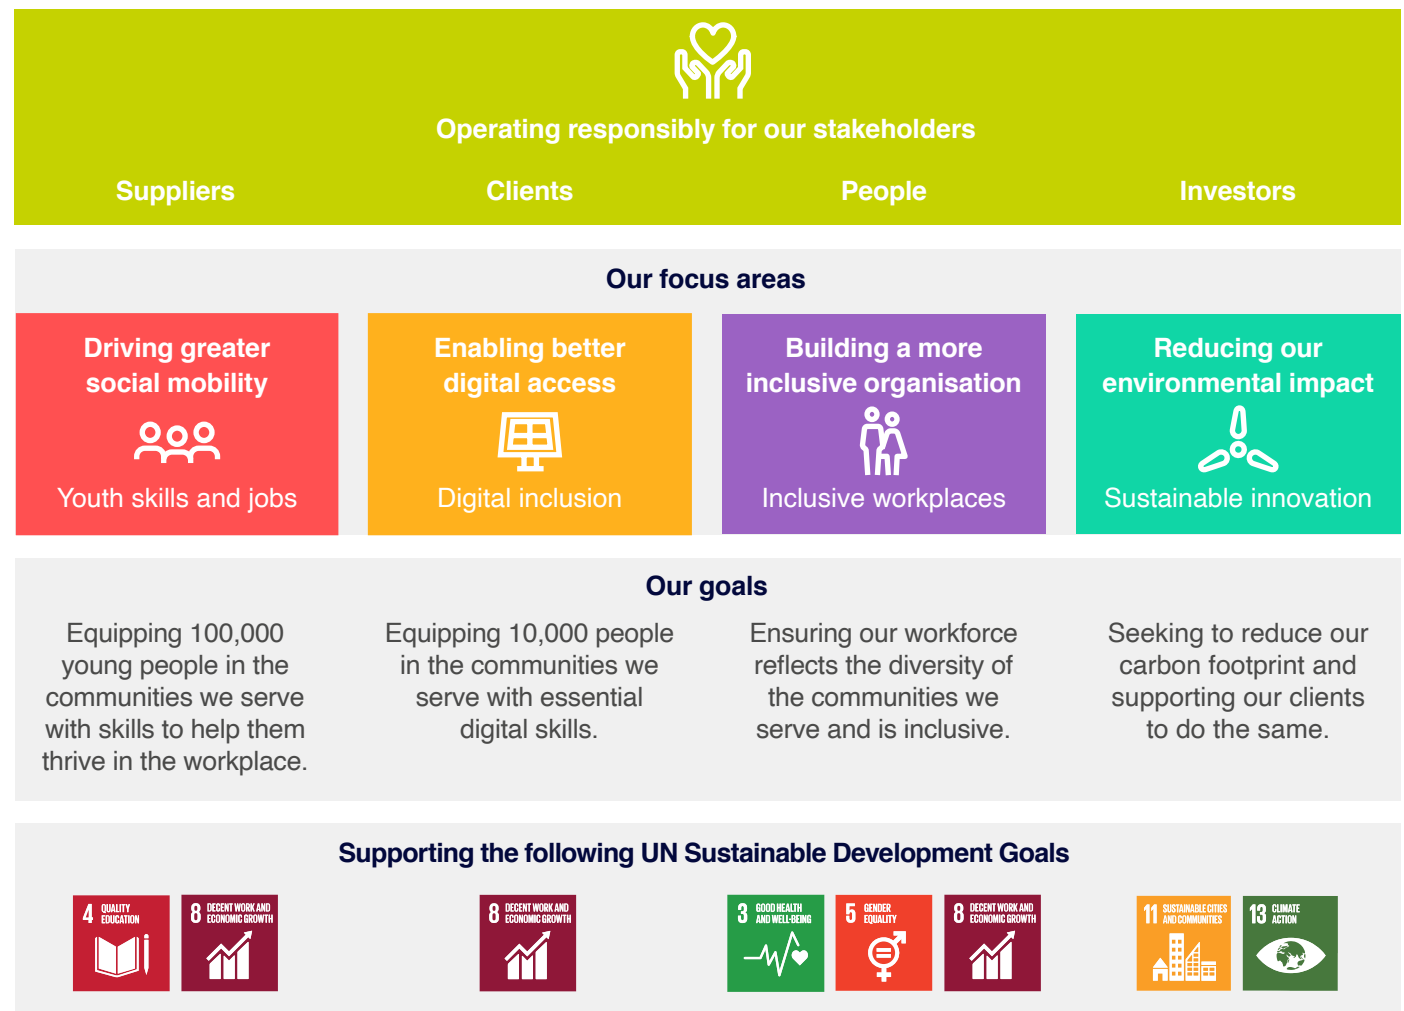 Operating responsibly for our stakeholders
Suppliers
Clients
People
Investors
Our focus areas
Driving greater
social mobility
Youth skills and jobs
Enabling better
digital access
Digital inclusion
Building a more
inclusive organisation
Inclusive workplaces
Reducing our
environmental impact
Sustainable innovation
Our goals
Equipping 100,000
young people in the
communities we serve
with skills to help them
thrive in the workplace.
Equipping 10,000 people
in the communities we
serve with essential
digital skills.
Ensuring our workforce
reflects the diversity of
the communities we
serve and is inclusive.
Seeking to reduce our
carbon footprint and
supporting our clients
to do the same.
Supporting the following UN Sustainable Development Goals
4 QUALITY
EDUCATION
8 DECENT WORK AND
ECONOMIC GROWTH
8 DECENT WORK AND
ECONOMIC GROWTH
3 GOOD HEALTH
AND WELL-BEING
5 GENDER
EQUALITY
8 DECENT WORK AND
ECONOMIC GROWTH
11 SUSTAINABLE CITIES
AND COMMUNITIES
13 CLIMATE
ACTION